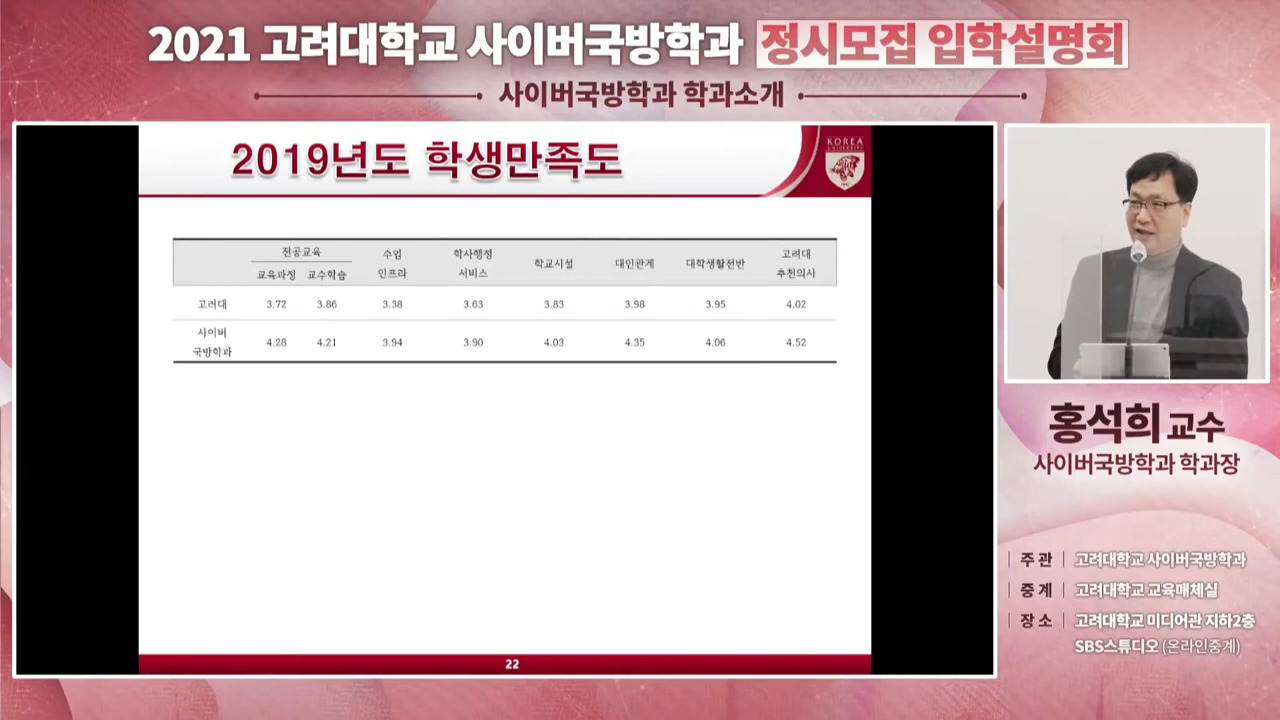 2021 고려대학교 사이버국방학과 정시모집 입학설명회
사이버국방학과 학과소개
2019년도 학생만족도
KOREA
UNIVERSITY
전공교육 수업 인프라 학사행정 서비스 학교시설 대인관계 대학생활전반 고려대 추천의사
교육과정 교수학습
고려대 3.72 3.86 3.38 3.63 3.83 3.98 3.95 4.02
사이버 국방학과 4.28 4.21 3.94 3.90 4.03 4.35 4.06 4.52
22
홍석희 교수
사이버국방학과 학과장
주 관 고려대학교 사이버국방학과
중 계 고려대학교 교육매체실
장 소 고려대학교 미디어관 지하2층
SBS스튜디오 (온라인중계)